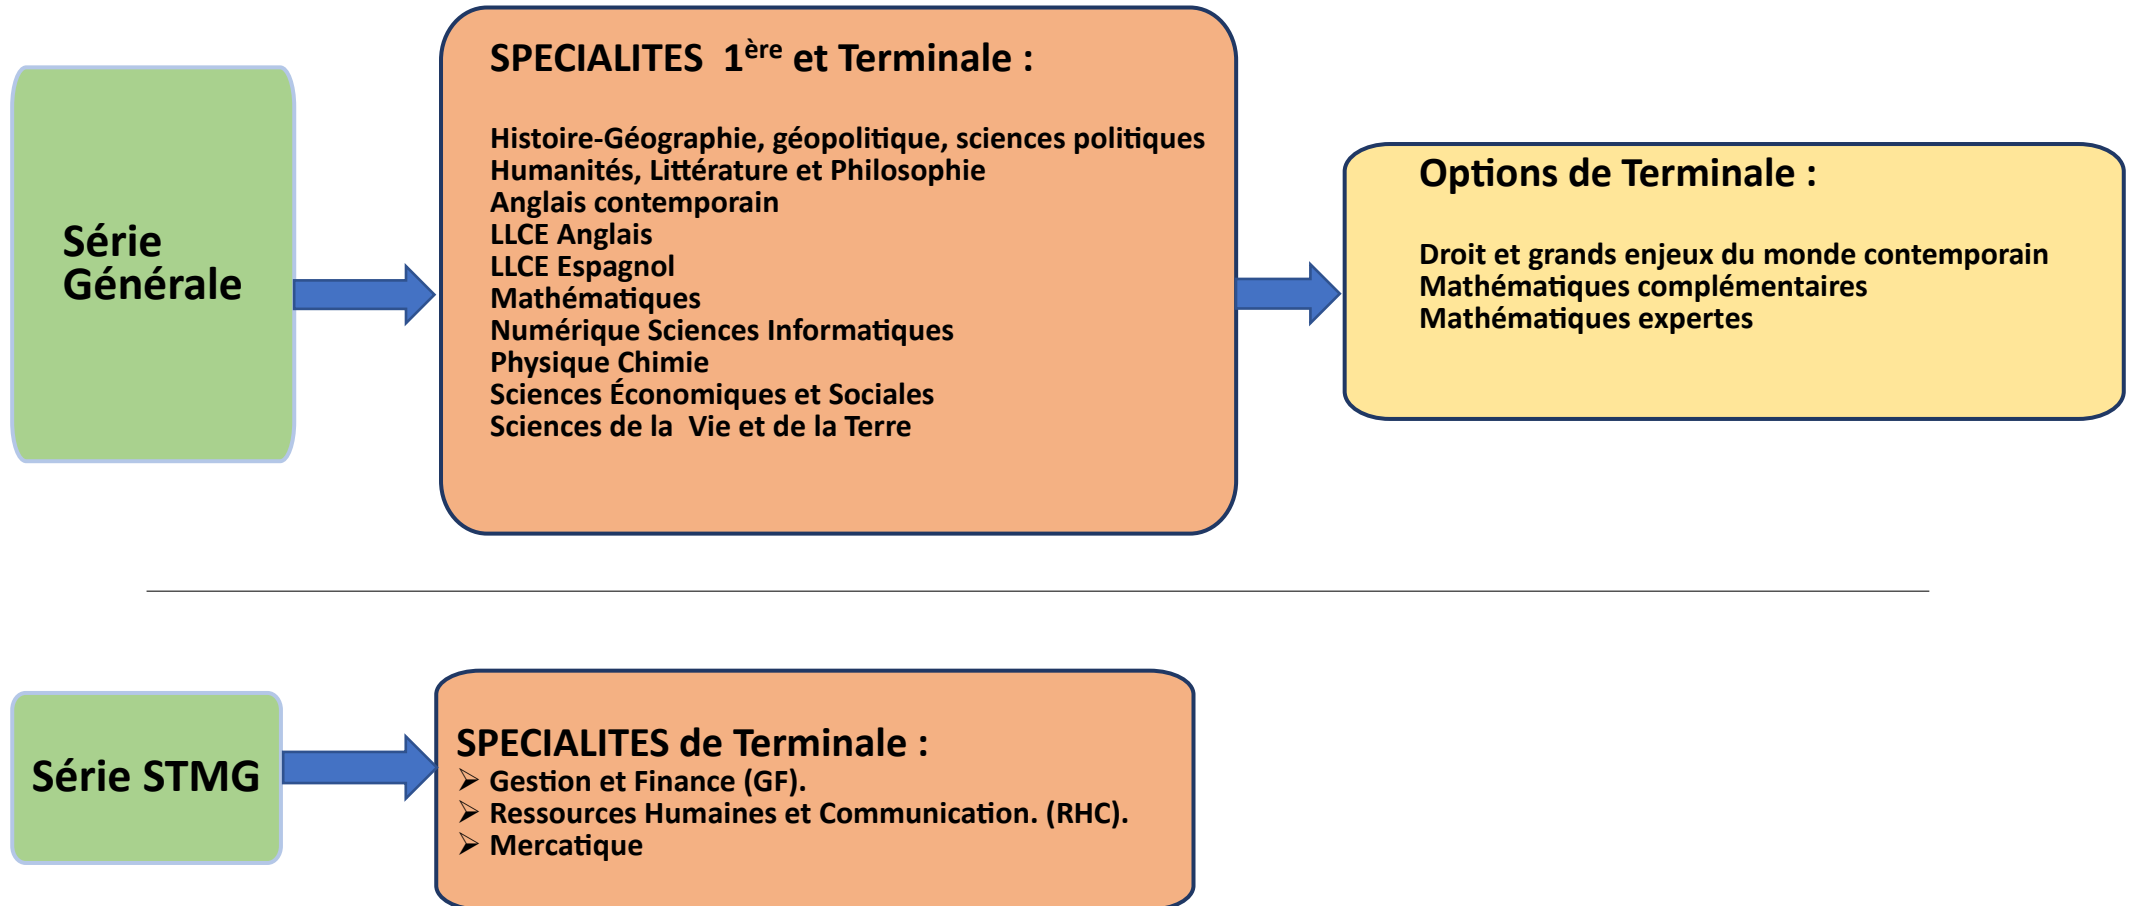 Série
Générale
SPECIALITES  1ère et Terminale :
Histoire-Géographie, géopolitique, sciences politiques
Humanités, Littérature et Philosophie
Anglais contemporain
LLCE Anglais
LLCE Espagnol
Mathématiques
Numérique Sciences Informatiques
Physique Chimie
Sciences Économiques et Sociales
Sciences de la  Vie et de la Terre
Options de Terminale :
Droit et grands enjeux du monde contemporain
Mathématiques complémentaires
Mathématiques expertes
Série STMG
SPECIALITES de Terminale :
➢ Gestion et Finance (GF).
➢ Ressources Humaines et Communication. (RHC).
➢ Mercatique